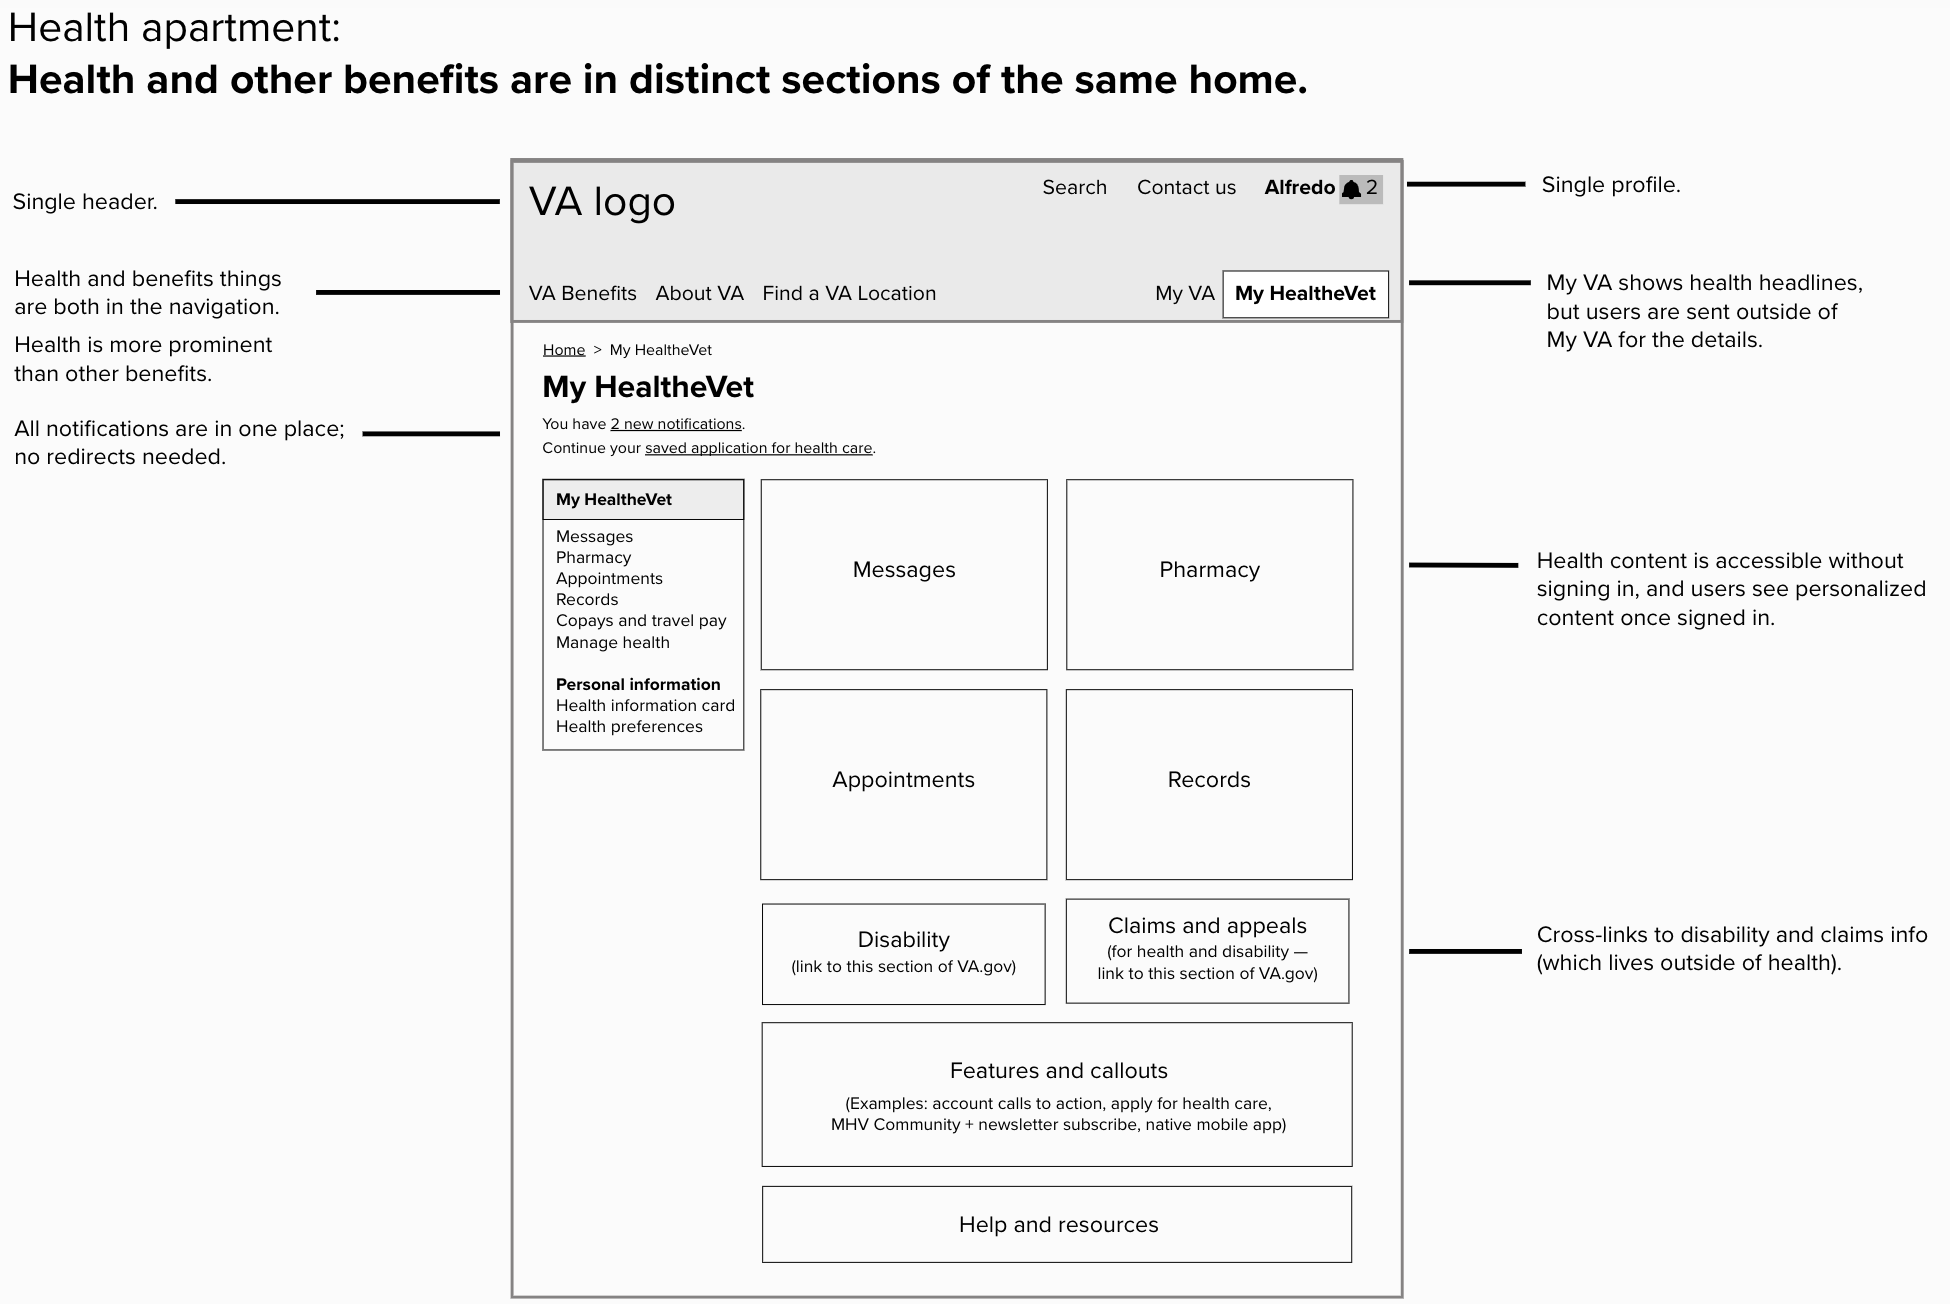 Health apartment:
Health and other benefits are in distinct sections of the same home.
Single header.
Health and benefits things
are both in the navigation.
Health is more prominent
than other benefits.
All notifications are in one place;
no redirects needed.
VA logo
Search Contact us Alfredo 2
VA Benefits About VA Find a VA Location My VA My HealtheVet
Home > My HealtheVet
My HealtheVet
You have 2 new notifications.
Continue your saved application for health care.
My HealtheVet
Messages
Pharmacy
Appointments
Records
Copays and travel pay
Manage health
Personal information
Health information card
Health preferences
Messages
Pharmacy
Appointments
Records
Disability
(link to this section of VA.gov)
Claims and appeals
(for health and disability —
link to this section of VA.gov)
Features and callouts
(Examples: account calls to action, apply for health care,
MHV Community + newsletter subscribe, native mobile app)
Help and resources
Single profile.
My VA shows health headlines,
but users are sent outside of
My VA for the details.
Health content is accessible without
signing in, and users see personalized
content once signed in.
Cross-links to disability and claims info
(which lives outside of health).